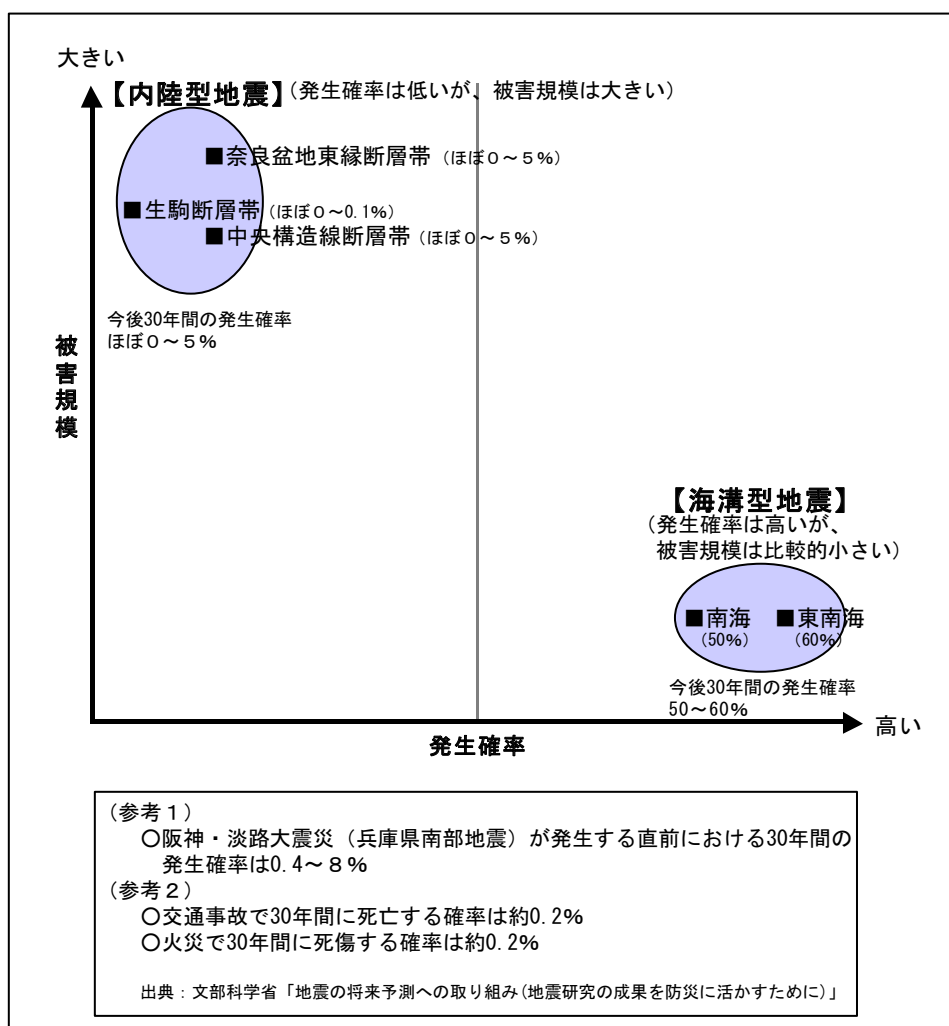 大きい
【内陸型地震】(発生確率は低いが、被害規模は大きい)
■奈良盆地東縁断層帯(ほぼ0~5%)
■生駒断層帯(ほぼ0~0.1%)
■中央構造線断層帯(ほぼ0~5%)
今後30年間の発生確率
ほぼ0~5%
被害規模
【海溝型地震】
(発生確率は高いが、
被害規模は比較的小さい)
■南海 ■東南海
(50%) (60%)
今後30年間の発生確率
50~60%
高い
発生確率
(参考1)
○阪神・淡路大震災(兵庫県南部地震)が発生する直前における30年間の
発生確率は0.4~8%
(参考2)
○交通事故で30年間に死亡する確率は約0.2%
○火災で30年間に死傷する確率は約0.2%
出典:文部科学省「地震の将来予測への取り組み(地震研究の成果を防災に活かすために)」